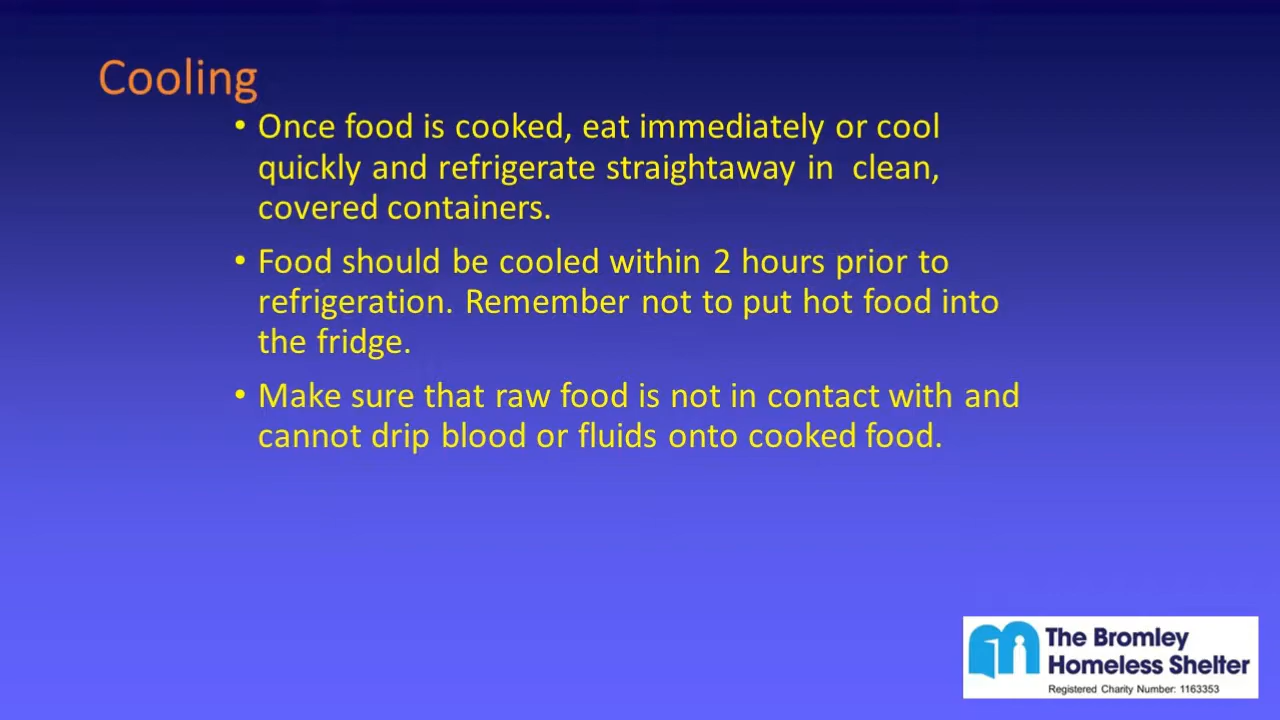 Cooling
• Once food is cooked, eat immediately or cool
quickly and refrigerate straightaway in  clean,
covered containers.
• Food should be cooled within 2 hours prior to
refrigeration. Remember not to put hot food into
the fridge.
• Make sure that raw food is not in contact with and
cannot drip blood or fluids onto cooked food.
The Bromley
Homeless Shelter
Registered Charity Number: 1163353